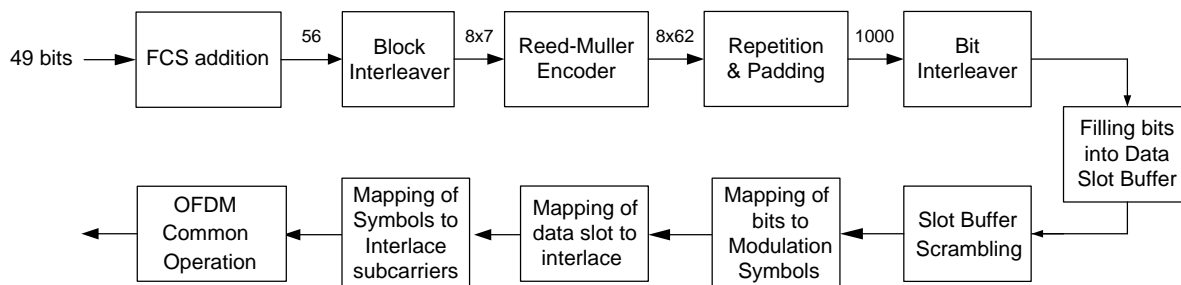 49 bits
FCS addition
56
Block
Interleaver
8x7
Reed-Muller
Encoder
8x62
Repetition
& Padding
1000
Bit
Interleaver
Filling bits
into Data
Slot Buffer
Slot Buffer
Scrambling
Mapping of
bits to
Modulation
Symbols
Mapping of
data slot to
interlace
Mapping of
Symbols to
Interlace
subcarriers
OFDM
Common
Operation